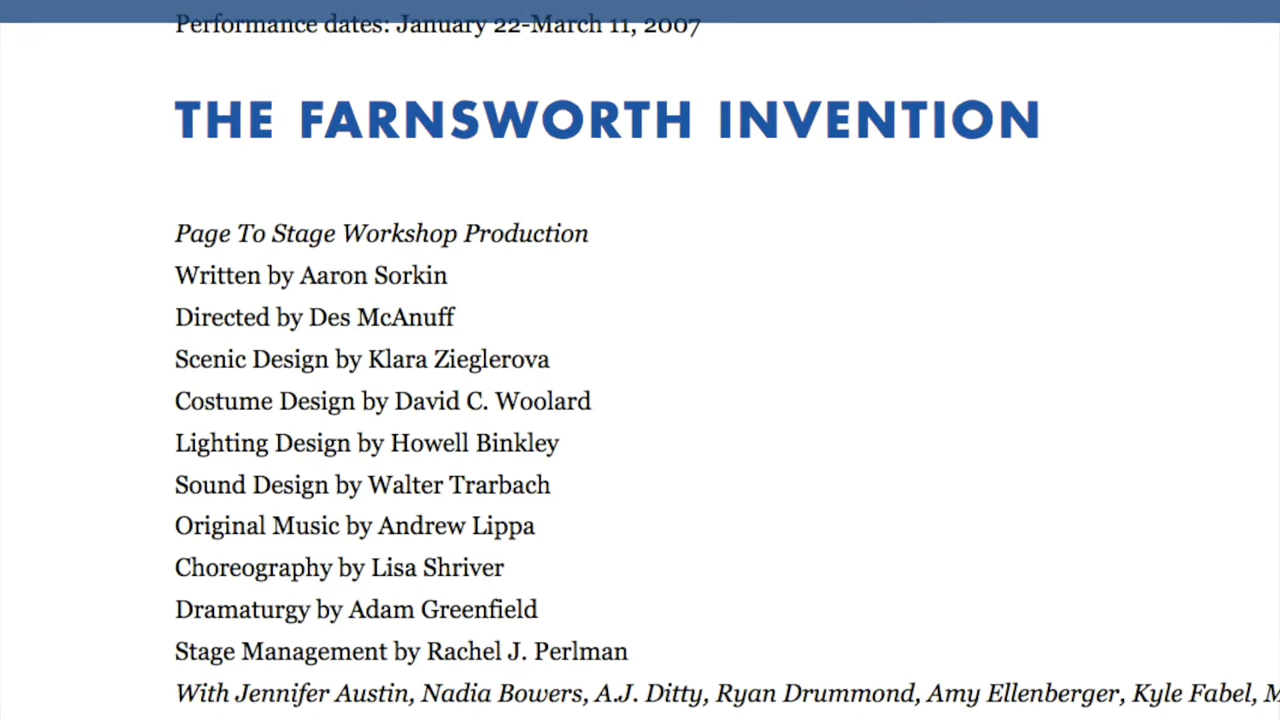 Performance dates: January 22-March 11, 2007
THE FARNSWORTH INVENTION
Page To Stage Workshop Production
Written by Aaron Sorkin
Directed by Des McAnuff
Scenic Design by Klara Zieglerova
Costume Design by David C. Woolard
Lighting Design by Howell Binkley
Sound Design by Walter Trarbach
Original Music by Andrew Lippa
Choreography by Lisa Shriver
Dramaturgy by Adam Greenfield
Stage Management by Rachel J. Perlman
With Jennifer Austin, Nadia Bowers, A.J. Ditty, Ryan Drummond, Amy Ellenberger, Kyle Fabel,